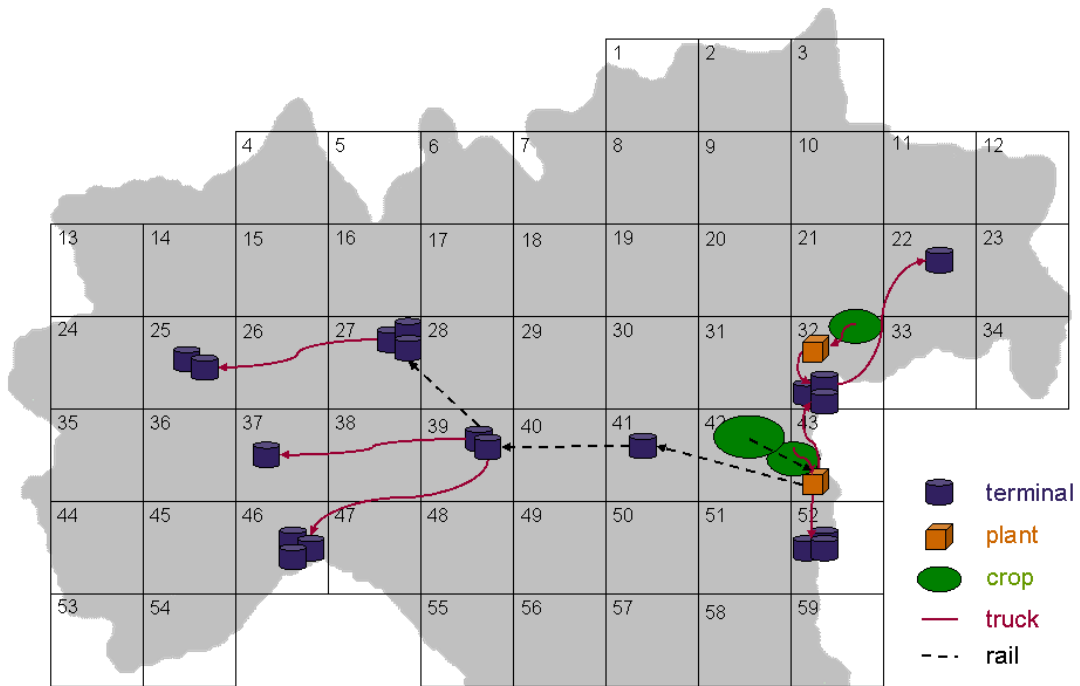 1 2 3
4 5 6 7 8 9 10 11 12
13 14 15 16 17 18 19 20 21 22 23
24 25 26 27 28 29 30 31 32 33 34
35 36 37 38 39 40 41 42 43
44 45 46 47 48 49 50 51 52
53 54 55 56 57 58 59
terminal
plant
crop
truck
rail